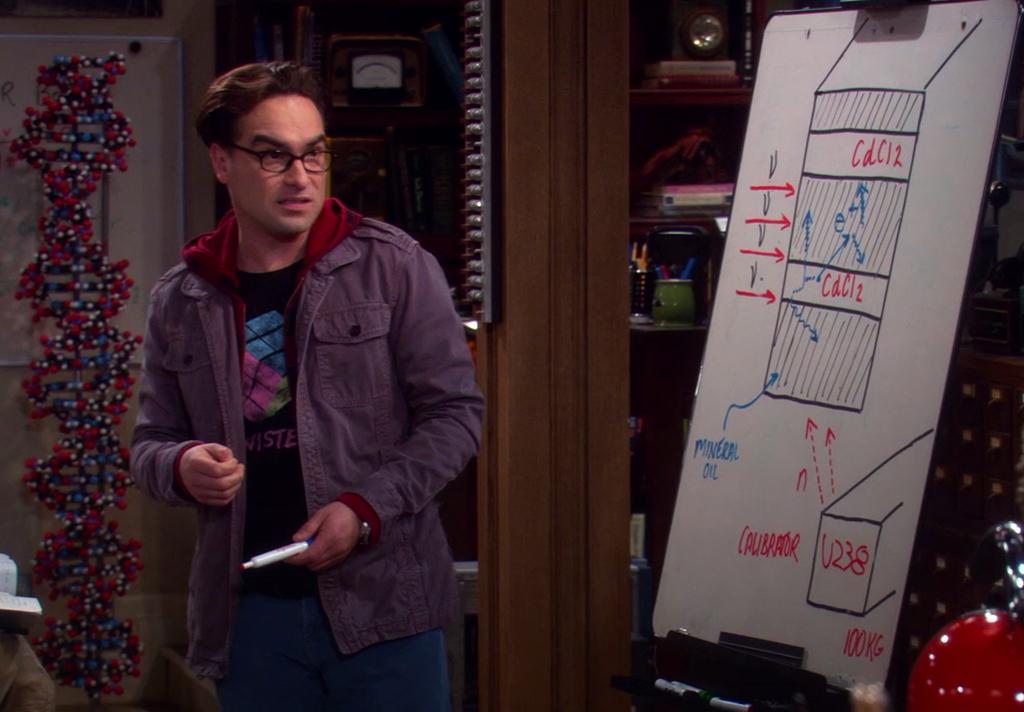 CdCl2
ν
ν
ν
ν
e
CdCl2
MINERAL
OIL
n
CALIBRATOR
U238
100KG